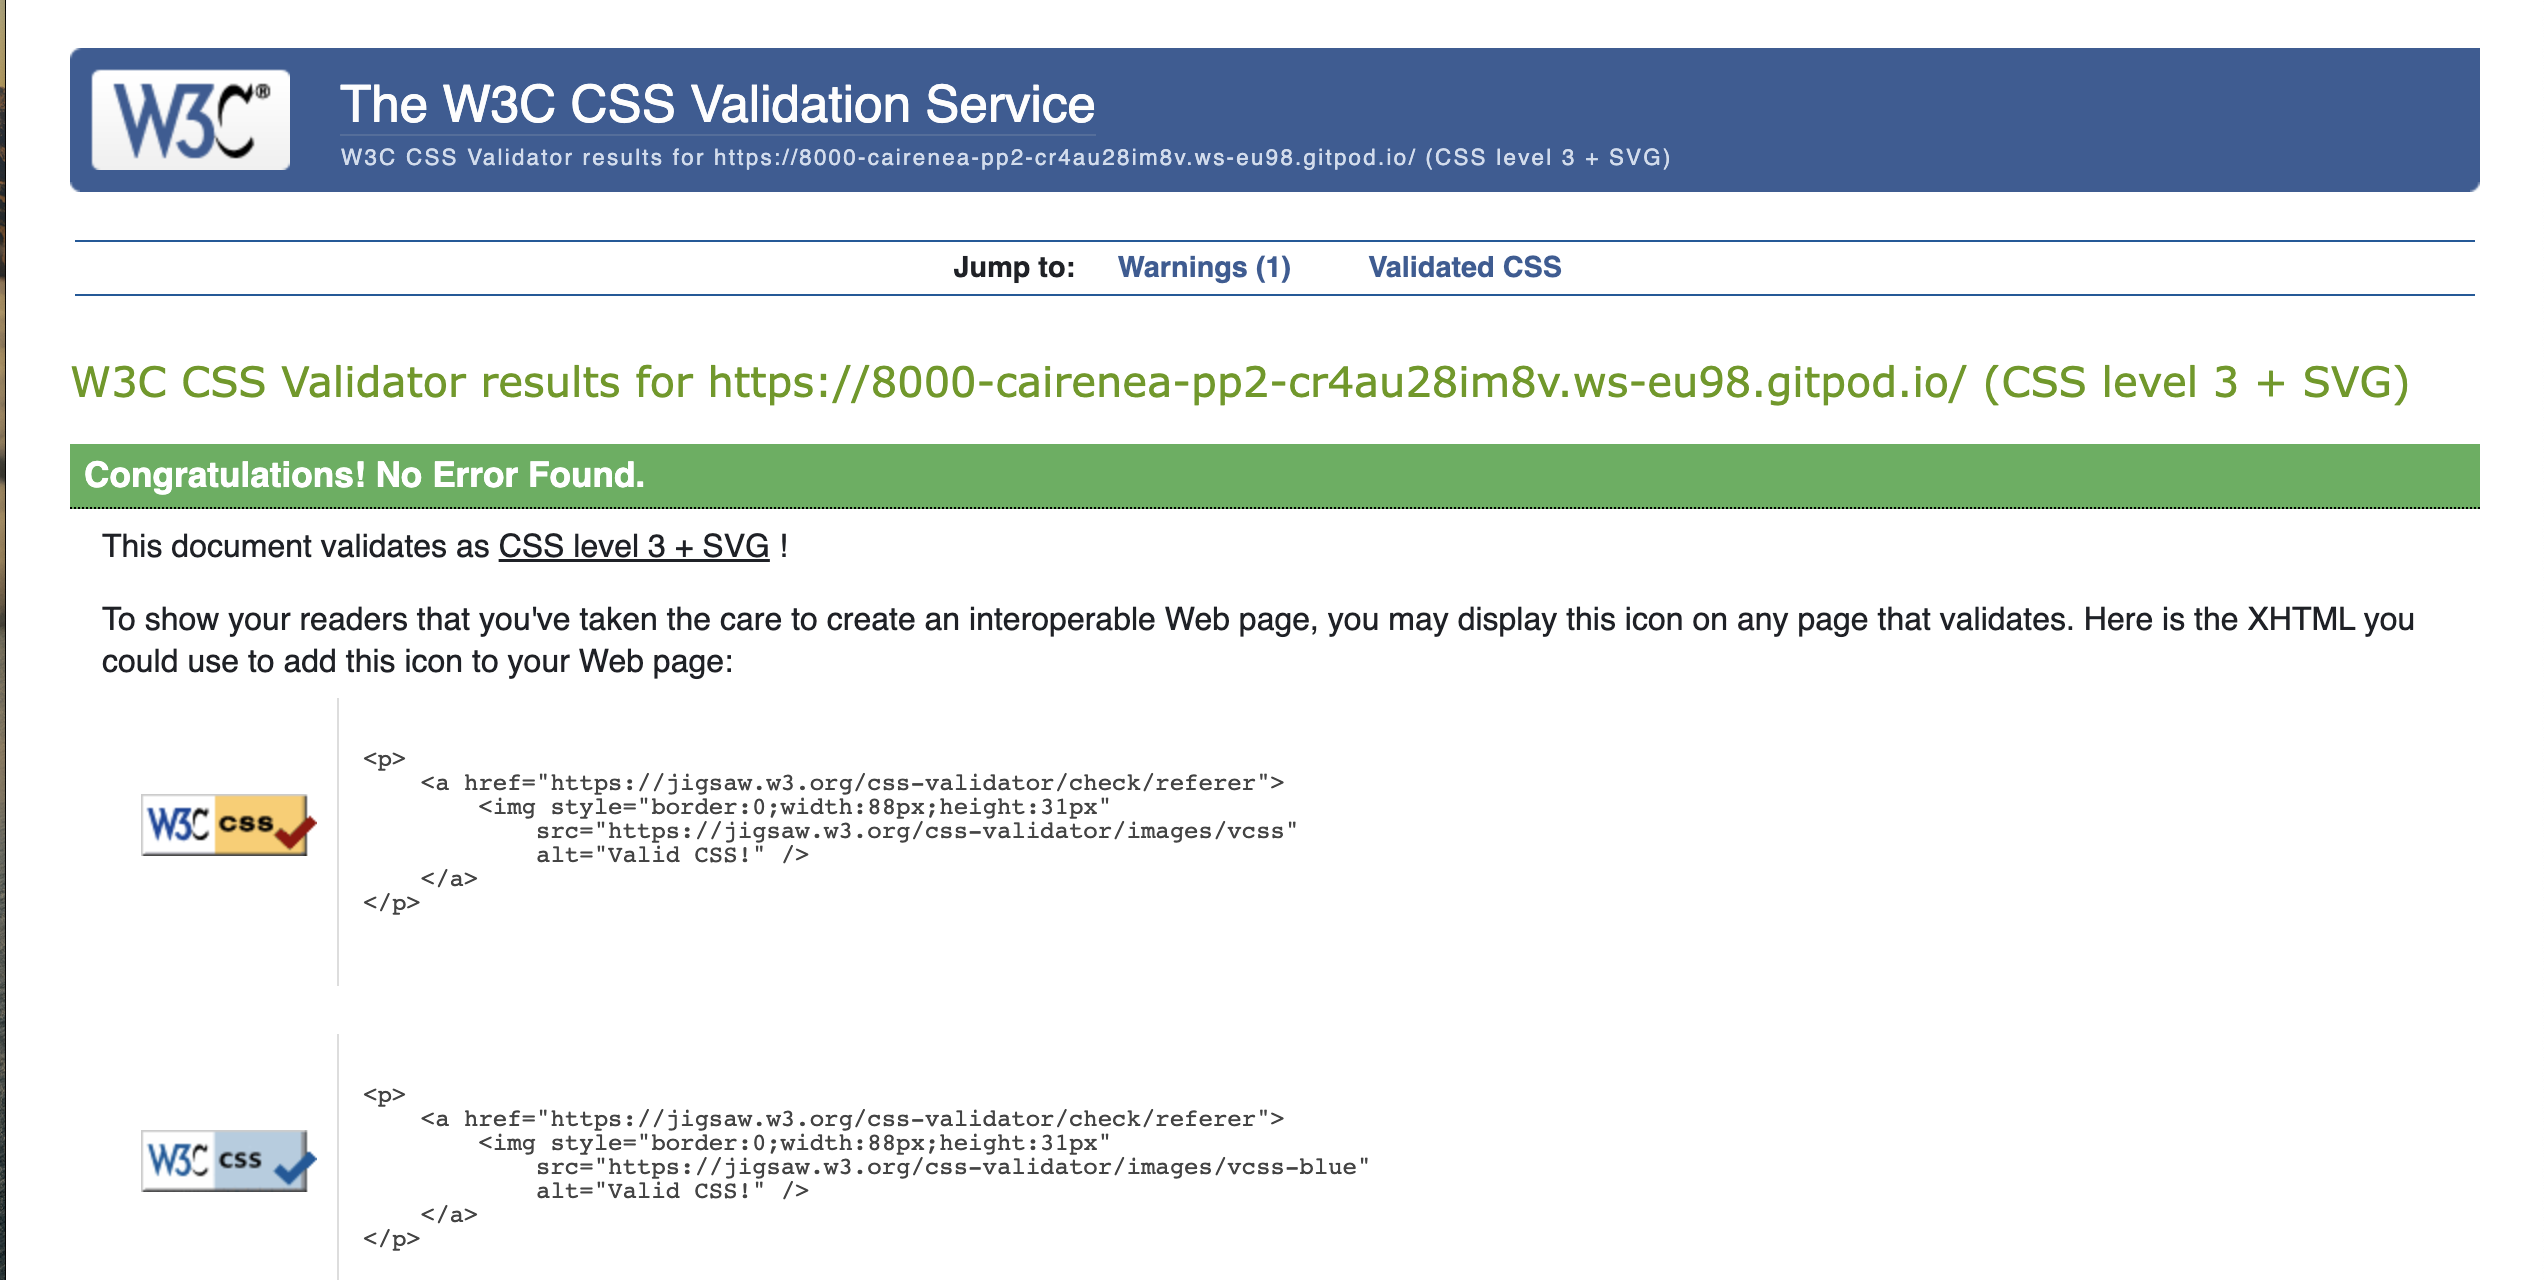 W3C®
The W3C CSS Validation Service
W3C CSS Validator results for https://8000-cairenea-pp2-cr4au28im8v.ws-eu98.gitpod.io/ (CSS level 3 + SVG)
Jump to: Warnings (1) Validated CSS
W3C CSS Validator results for https://8000-cairenea-pp2-cr4au28im8v.ws-eu98.gitpod.io/ (CSS level 3 + SVG)
Congratulations! No Error Found.
This document validates as CSS level 3 + SVG !
To show your readers that you've taken the care to create an interoperable Web page, you may display this icon on any page that validates. Here is the XHTML you
could use to add this icon to your Web page:
W3C css
<p>
    <a href="https://jigsaw.w3.org/css-validator/check/referer">
        <img style="border:0;width:88px;height:31px"
            src="https://jigsaw.w3.org/css-validator/images/vcss"
            alt="Valid CSS!" />
    </a>
</p>
W3C css
<p>
    <a href="https://jigsaw.w3.org/css-validator/check/referer">
        <img style="border:0;width:88px;height:31px"
            src="https://jigsaw.w3.org/css-validator/images/vcss-blue"
            alt="Valid CSS!" />
    </a>
</p>